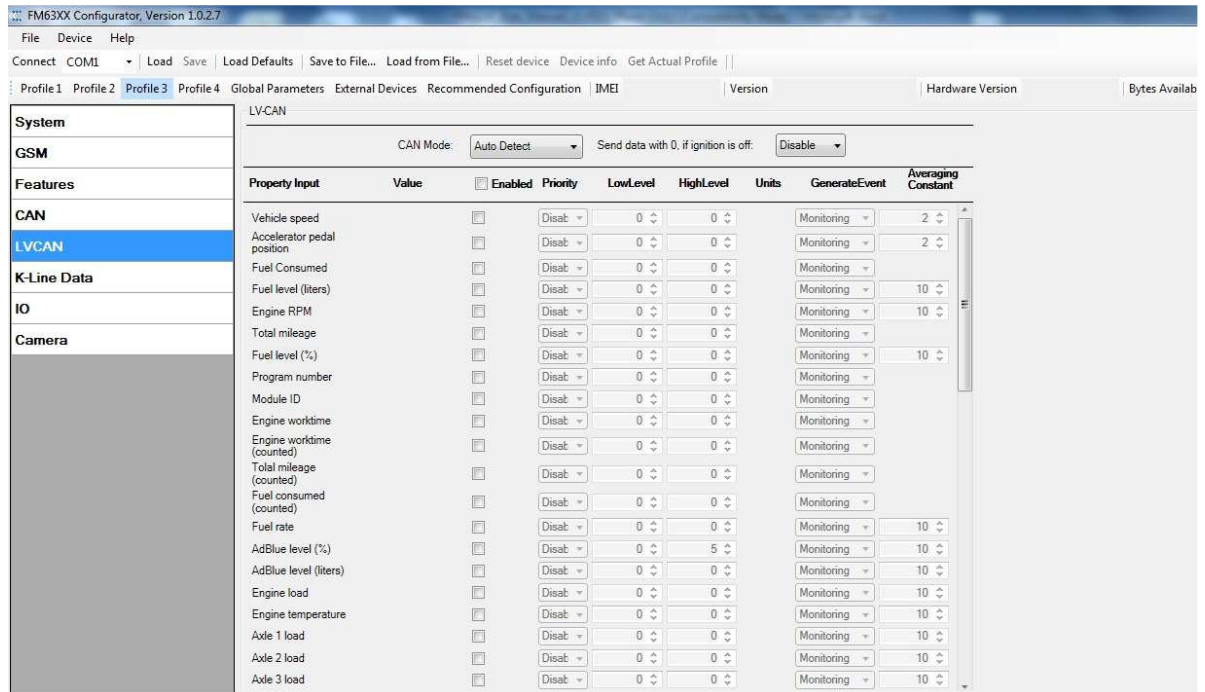 FM63XX Configurator, Version 1.0.2.7
File Device Help
Connect COM1 Load Save Load Defaults Save to File... Load from File... Reset device Device info Get Actual Profile
Profile 1 Profile 2 Profile 3 Profile 4 Global Parameters External Devices Recommended Configuration IMEI Version Hardware Version Bytes Availab
System
GSM
Features
CAN
LVCAN
K-Line Data
IO
Camera
LV-CAN
CAN Mode: Auto Detect Send data with 0, if ignition is off: Disable
Property Input Value Enabled Priority LowLevel HighLevel Units GenerateEvent Averaging Constant
Vehicle speed Disab 0 0 Monitoring 2
Accelerator pedal position Disab 0 0 Monitoring 2
Fuel Consumed Disab 0 0 Monitoring
Fuel level (liters) Disab 0 0 Monitoring 10
Engine RPM Disab 0 0 Monitoring 10
Total mileage Disab 0 0 Monitoring
Fuel level (%) Disab 0 0 Monitoring 10
Program number Disab 0 0 Monitoring
Module ID Disab 0 0 Monitoring
Engine worktime Disab 0 0 Monitoring
Engine worktime (counted) Disab 0 0 Monitoring
Tolal mileage (counted) Disab 0 0 Monitoring
Fuel consumed (counted) Disab 0 0 Monitoring
Fuel rate Disab 0 0 Monitoring 10
AdBlue level (%) Disab 0 5 Monitoring 10
AdBlue level (liters) Disab 0 0 Monitoring 10
Engine load Disab 0 0 Monitoring 10
Engine temperature Disab 0 0 Monitoring 10
Axle 1 load Disab 0 0 Monitoring 10
Axle 2 load Disab 0 0 Monitoring 10
Axle 3 load Disab 0 0 Monitoring 10